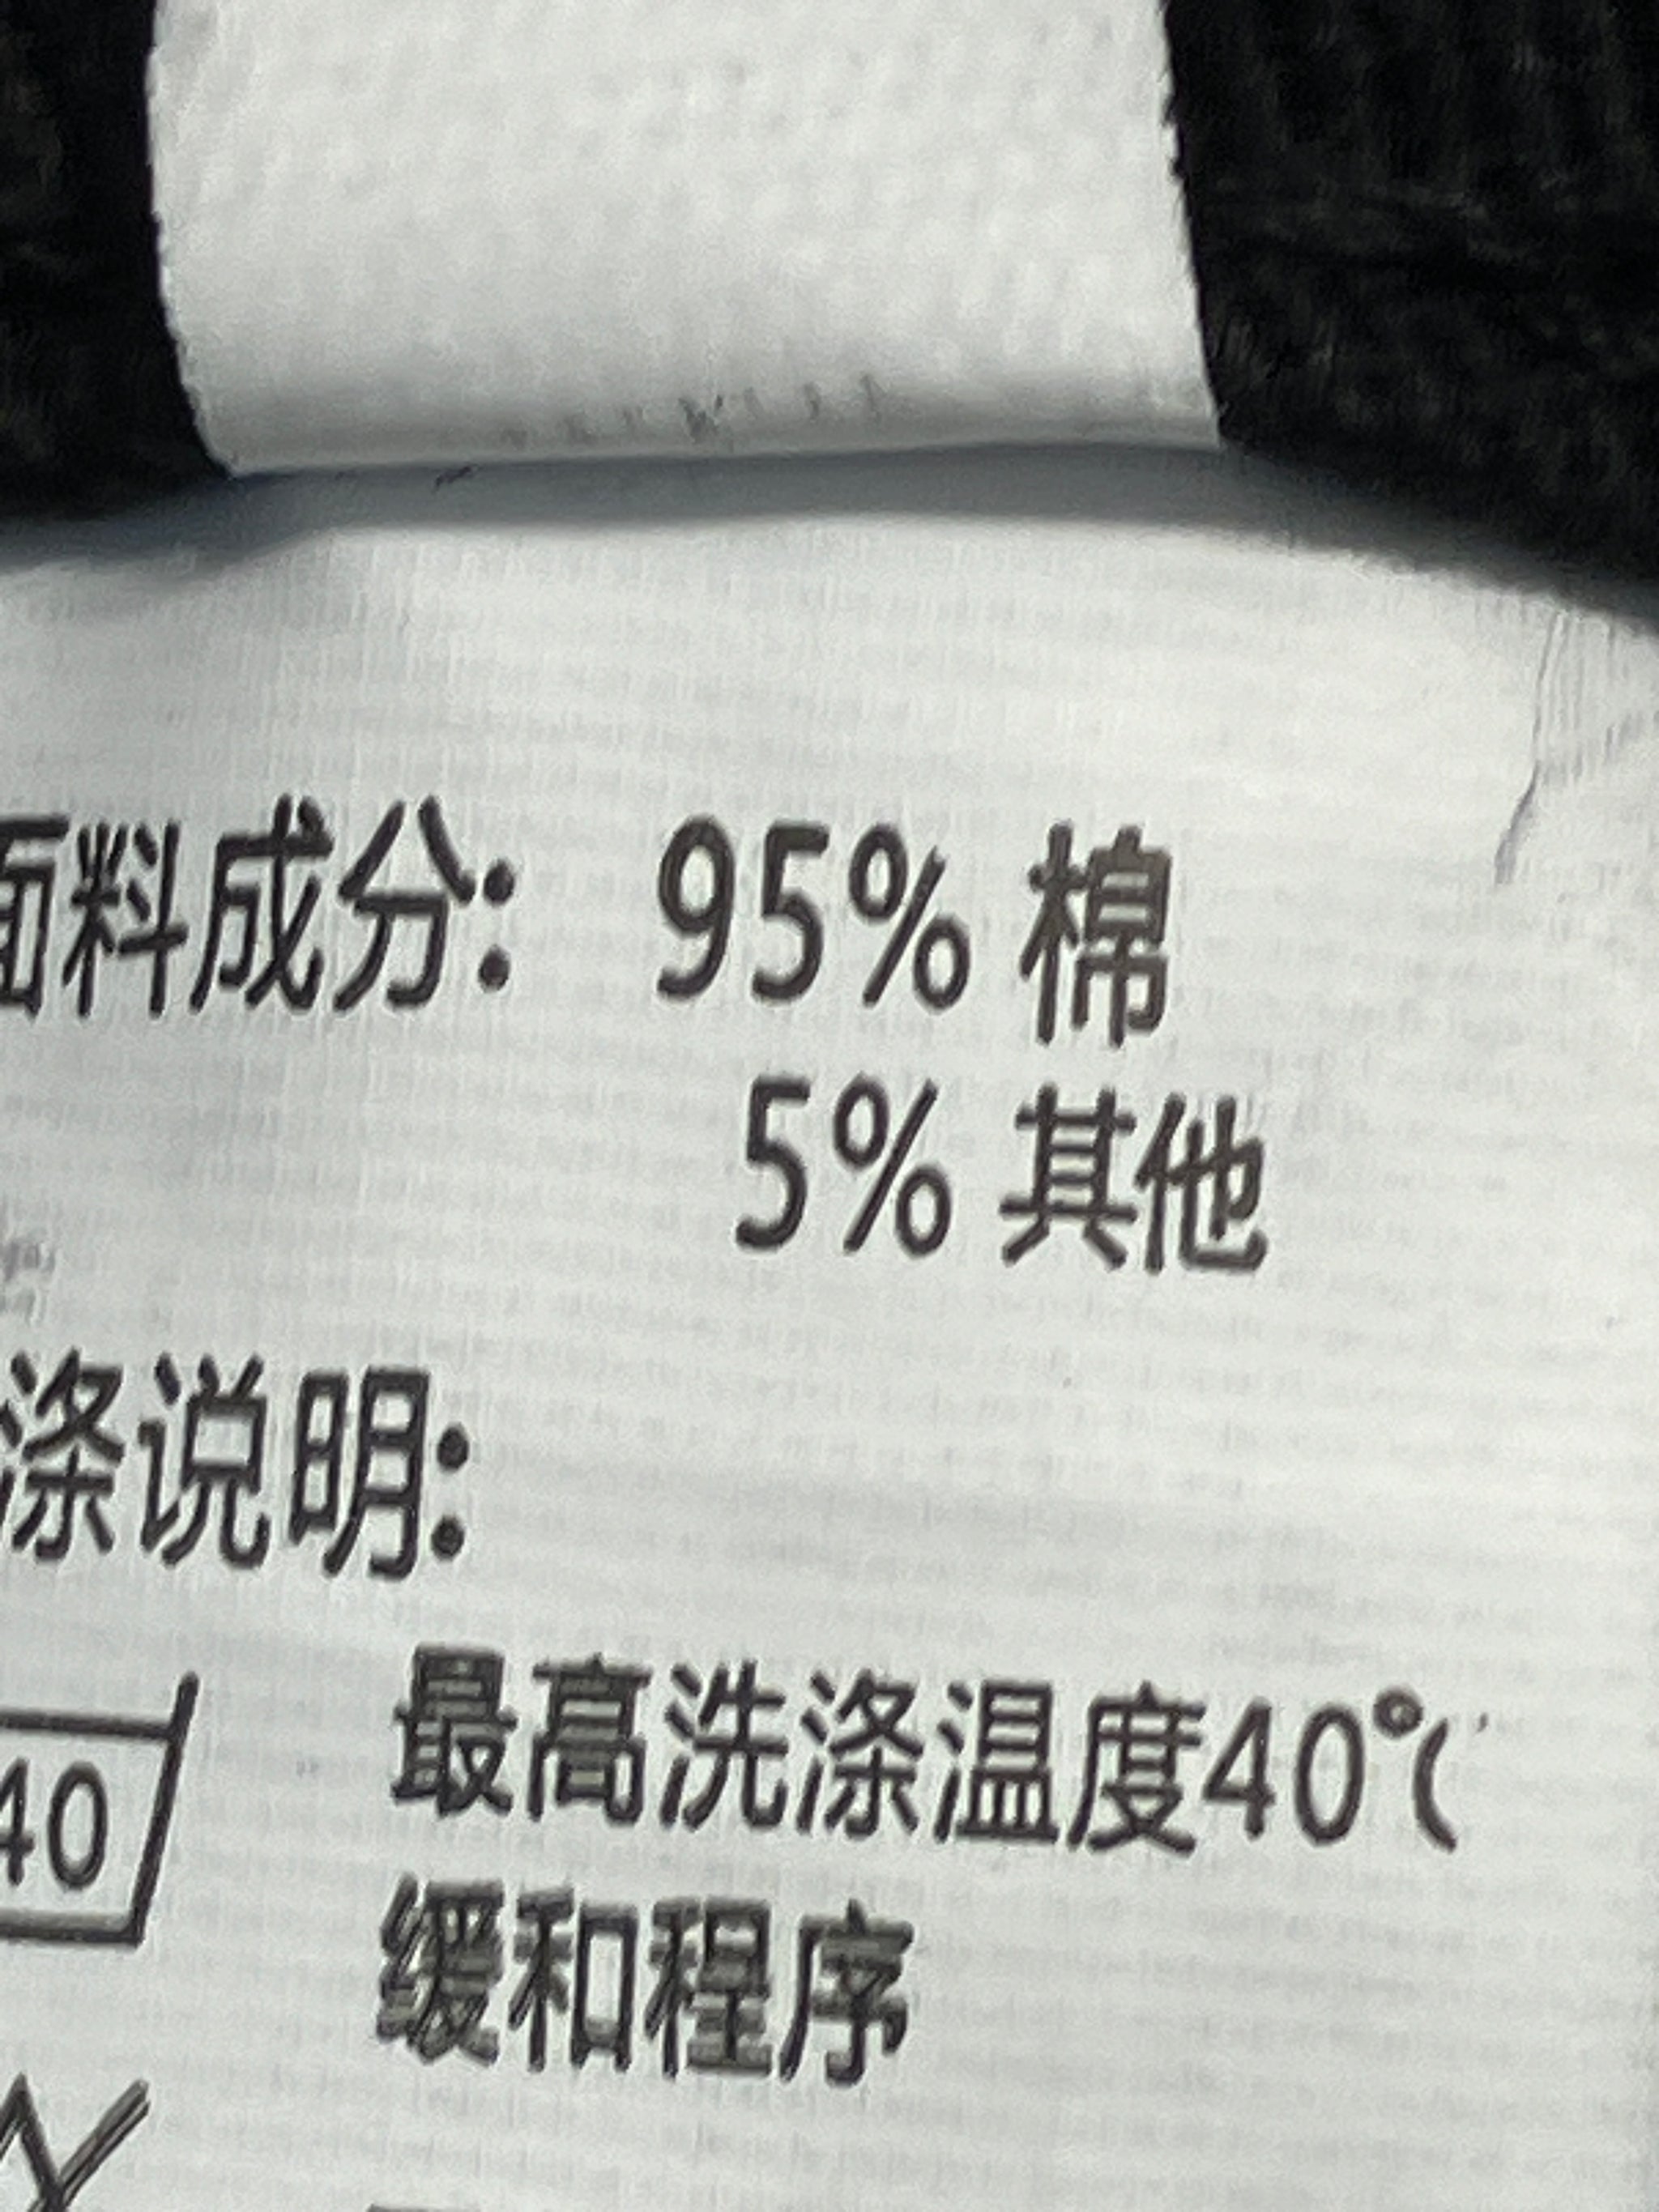 面料成分: 95% 棉
5% 其他
涤说明:
40
最高洗涤温度40°C
缓和程序